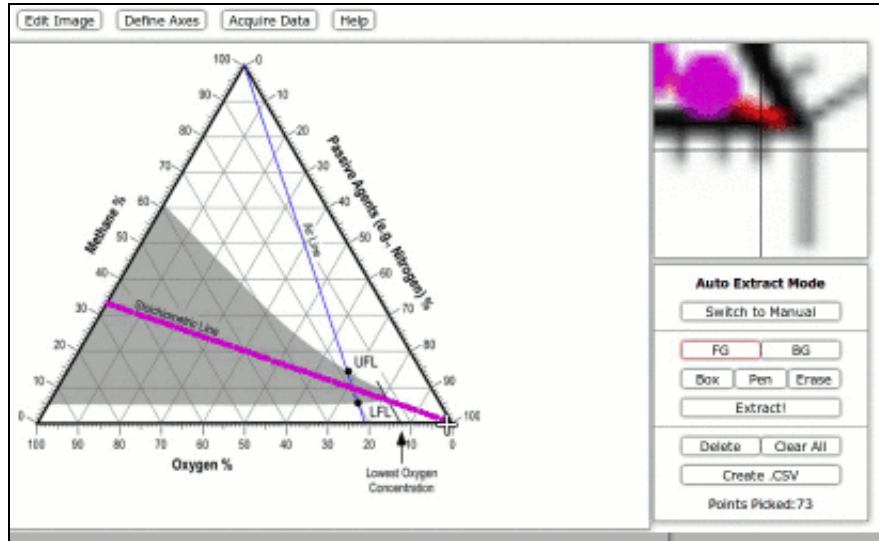 Edit Image Define Axes Acquire Data Help
100 0
90 10
80 20
70 30
60 40
50 50
40 60
30 70
20 80
10 90
0 100
Methane %
Passive Agents (e.g., Nitrogen) %
Air Line
Stoichiometric Line
UFL
LFL
100 90 80 70 60 50 40 30 20 10 0
Oxygen %
Lowest Oxygen
Concentration
Auto Extract Mode
Switch to Manual
FG BG
Box Pen Erase
Extract!
Delete Clear All
Create .CSV
Points Picked:73